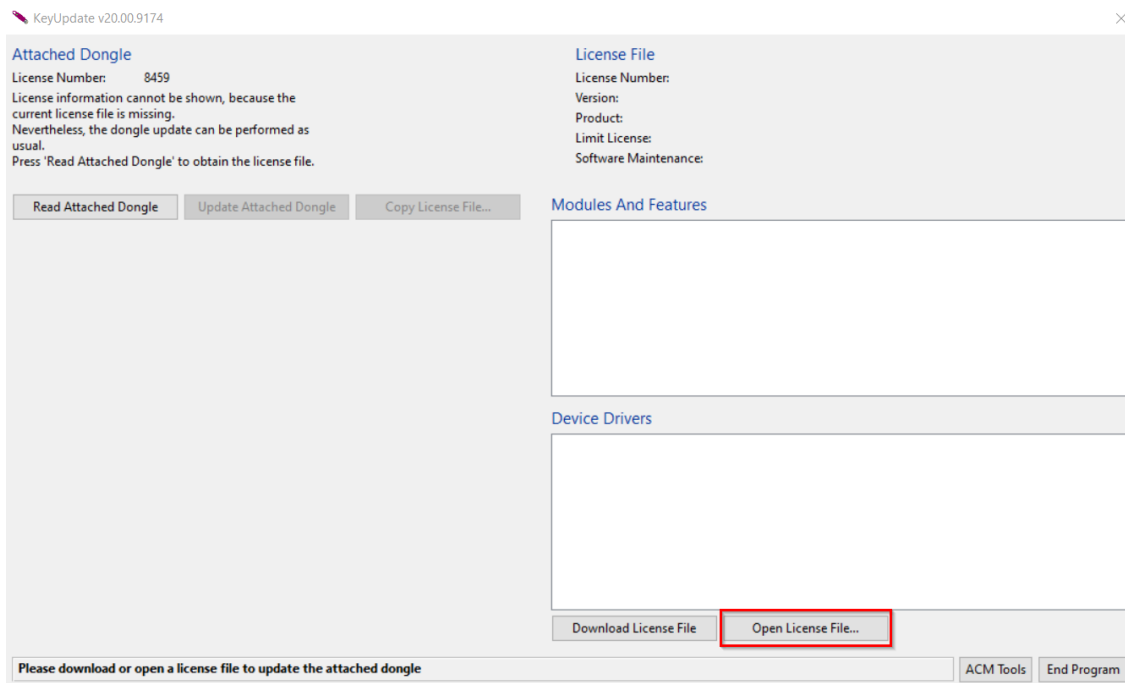 KeyUpdate v20.00.9174
Attached Dongle
License Number: 8459
License information cannot be shown, because the
current license file is missing.
Nevertheless, the dongle update can be performed as
usual.
Press 'Read Attached Dongle' to obtain the license file.
Read Attached Dongle
Update Attached Dongle
Copy License File...
License File
License Number:
Version:
Product:
Limit License:
Software Maintenance:
Modules And Features
Device Drivers
Download License File
Open License File...
Please download or open a license file to update the attached dongle
ACM Tools
End Program